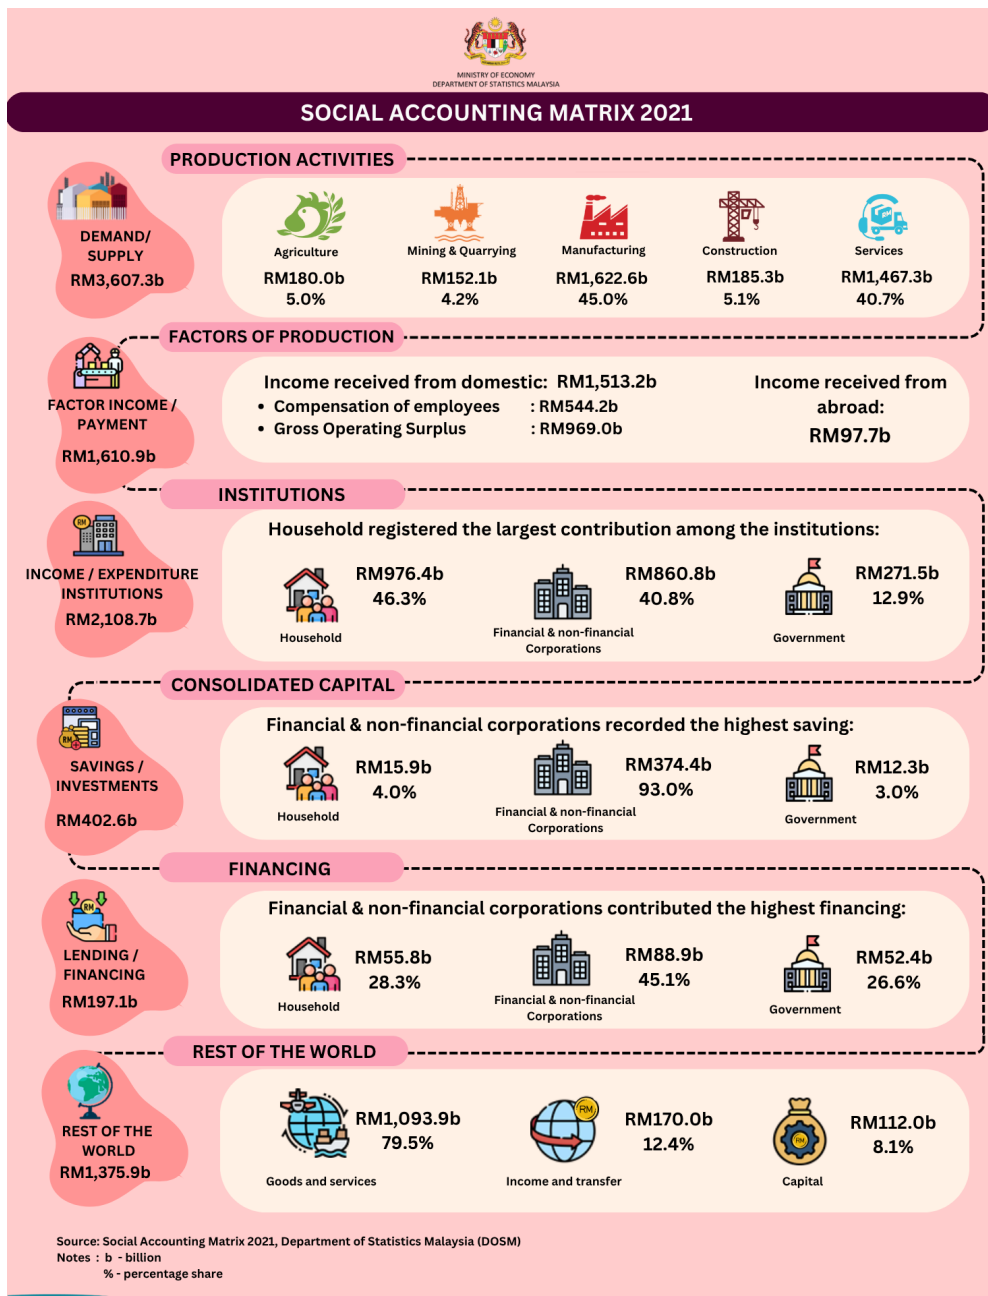 MINISTRY OF ECONOMY
DEPARTMENT OF STATISTICS MALAYSIA
SOCIAL ACCOUNTING MATRIX 2021
PRODUCTION ACTIVITIES
DEMAND/
SUPPLY
RM3,607.3b
Agriculture
RM180.0b
5.0%
Mining & Quarrying
RM152.1b
4.2%
Manufacturing
RM1,622.6b
45.0%
Construction
RM185.3b
5.1%
Services
RM1,467.3b
40.7%
FACTORS OF PRODUCTION
FACTOR INCOME /
PAYMENT
RM1,610.9b
Income received from domestic: RM1,513.2b
• Compensation of employees : RM544.2b
• Gross Operating Surplus : RM969.0b
Income received from
abroad:
RM97.7b
INSTITUTIONS
RM
INCOME / EXPENDITURE
INSTITUTIONS
RM2,108.7b
Household registered the largest contribution among the institutions:
RM976.4b
46.3%
Household
RM860.8b
40.8%
Financial & non-financial
Corporations
RM271.5b
12.9%
Government
CONSOLIDATED CAPITAL
RM
SAVINGS /
INVESTMENTS
RM402.6b
Financial & non-financial corporations recorded the highest saving:
RM15.9b
4.0%
Household
RM374.4b
93.0%
Financial & non-financial
Corporations
RM12.3b
3.0%
Government
FINANCING
RM
LENDING /
FINANCING
RM197.1b
Financial & non-financial corporations contributed the highest financing:
RM55.8b
28.3%
Household
RM88.9b
45.1%
Financial & non-financial
Corporations
RM52.4b
26.6%
Government
REST OF THE WORLD
REST OF THE
WORLD
RM1,375.9b
RM1,093.9b
79.5%
Goods and services
RM
RM170.0b
12.4%
Income and transfer
RM
RM112.0b
8.1%
Capital
Source: Social Accounting Matrix 2021, Department of Statistics Malaysia (DOSM)
Notes : b - billion
% - percentage share